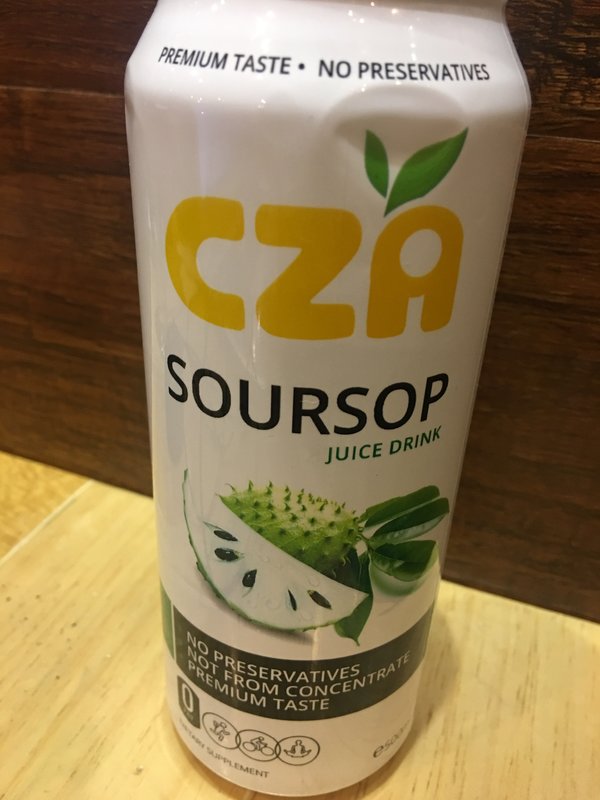 PREMIUM TASTE • NO PRESERVATIVES
CZA
SOURSOP
JUICE DRINK
NO PRESERVATIVES
NOT FROM CONCENTRATE
PREMIUM TASTE
0
DIETARY SUPPLEMENT